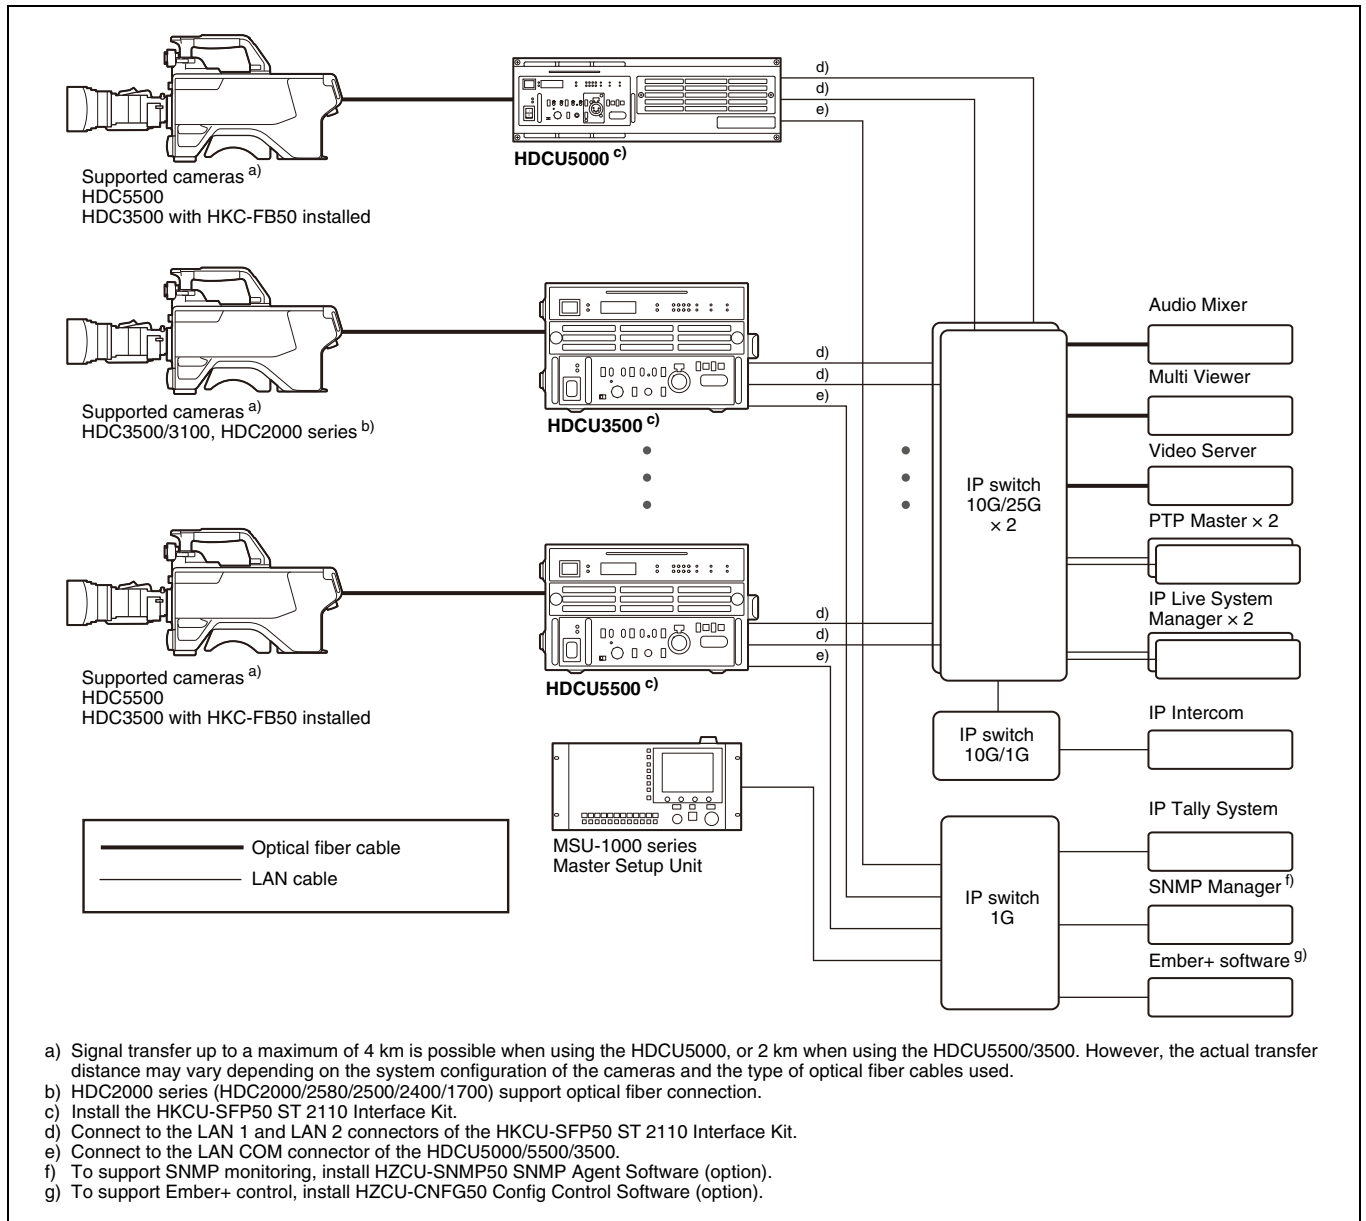 d)
d)
e)
HDCU5000 c)
Supported cameras a)
HDC5500
HDC3500 with HKC-FB50 installed
d)
d)
e)
Supported cameras a)
HDC3500/3100, HDC2000 series b)
HDCU3500 c)
Audio Mixer
Multi Viewer
Video Server
IP switch
10G/25G
× 2
PTP Master × 2
IP Live System
Manager × 2
d)
d)
e)
Supported cameras a)
HDC5500
HDC3500 with HKC-FB50 installed
HDCU5500 c)
IP switch
10G/1G
IP Intercom
MSU-1000 series
Master Setup Unit
Optical fiber cable
LAN cable
IP switch
1G
IP Tally System
SNMP Manager f)
Ember+ software g)
a) Signal transfer up to a maximum of 4 km is possible when using the HDCU5000, or 2 km when using the HDCU5500/3500. However, the actual transfer
distance may vary depending on the system configuration of the cameras and the type of optical fiber cables used.
b) HDC2000 series (HDC2000/2580/2500/2400/1700) support optical fiber connection.
c) Install the HKCU-SFP50 ST 2110 Interface Kit.
d) Connect to the LAN 1 and LAN 2 connectors of the HKCU-SFP50 ST 2110 Interface Kit.
e) Connect to the LAN COM connector of the HDCU5000/5500/3500.
f) To support SNMP monitoring, install HZCU-SNMP50 SNMP Agent Software (option).
g) To support Ember+ control, install HZCU-CNFG50 Config Control Software (option).